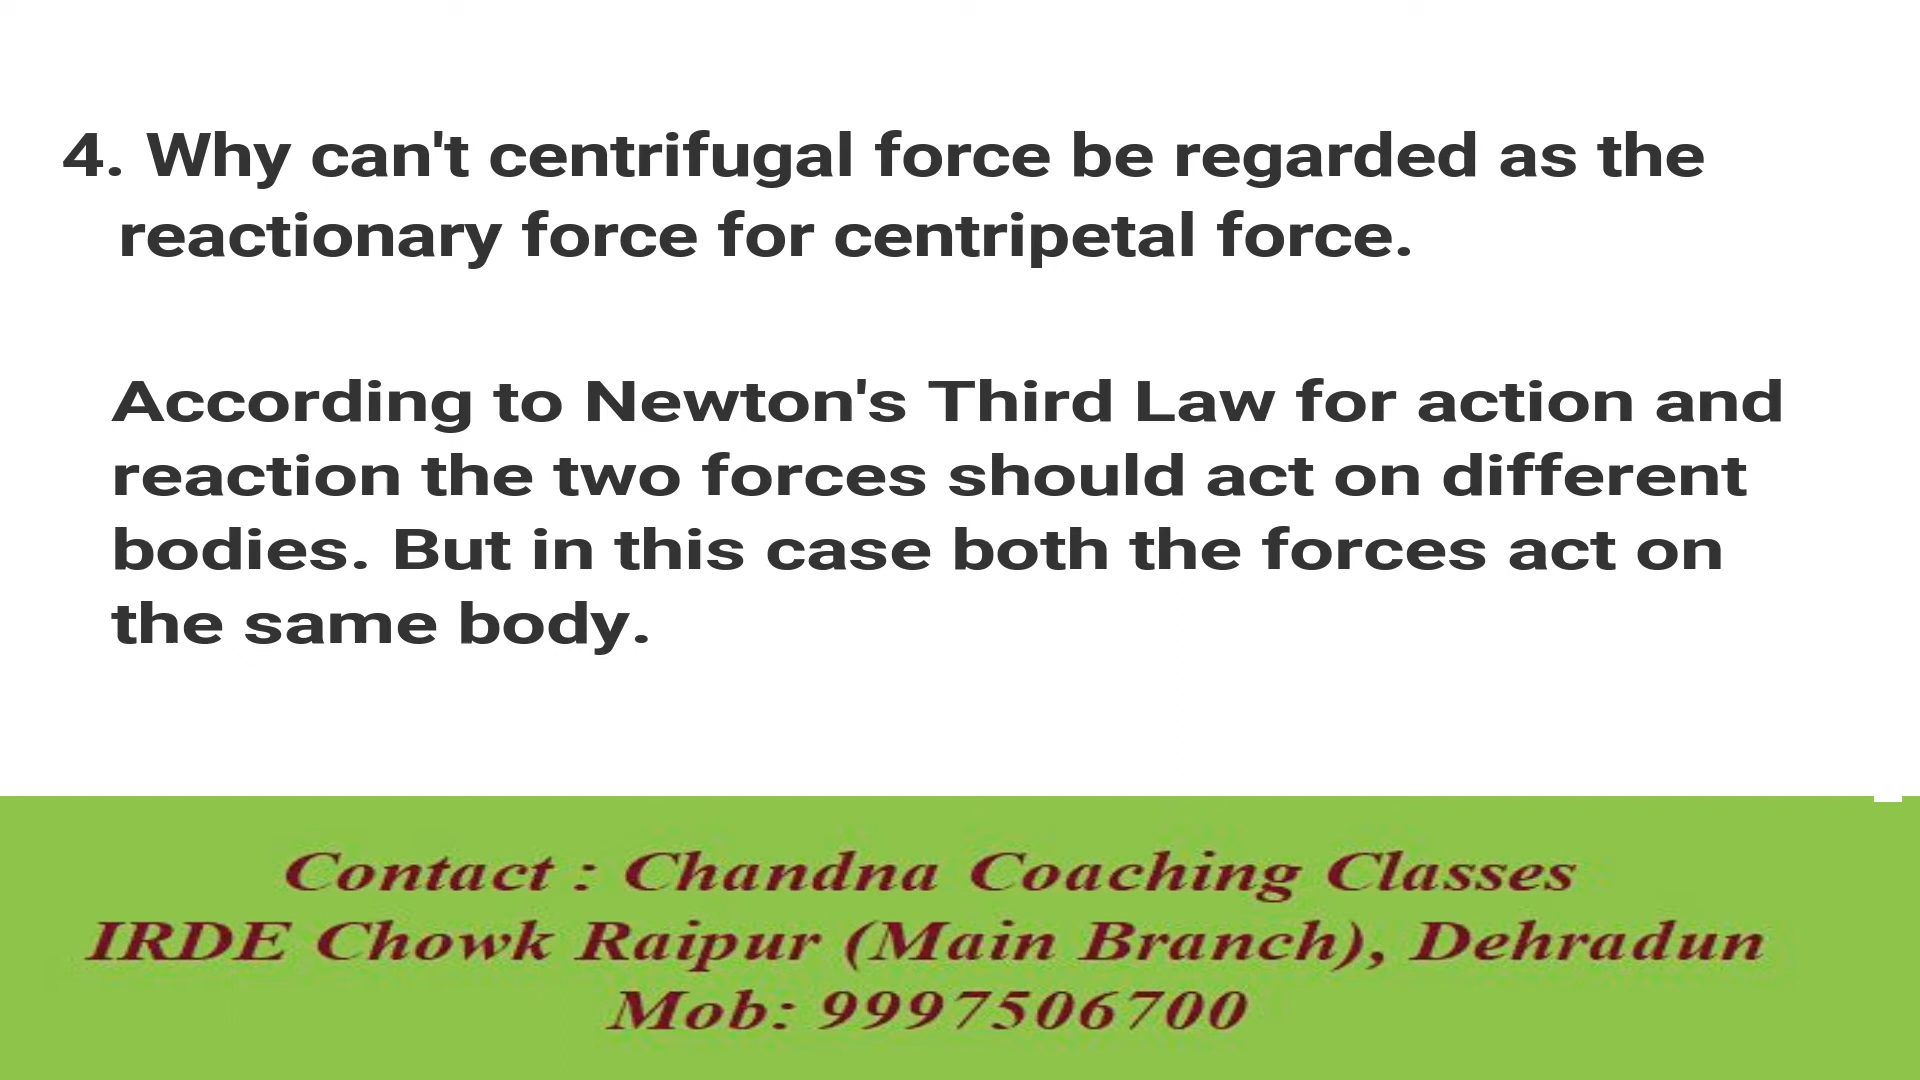 4. Why can't centrifugal force be regarded as the
reactionary force for centripetal force.
According to Newton's Third Law for action and
reaction the two forces should act on different
bodies. But in this case both the forces act on
the same body.
Contact : Chandna Coaching Classes
IRDE Chowk Raipur (Main Branch), Dehradun
Mob: 9997506700